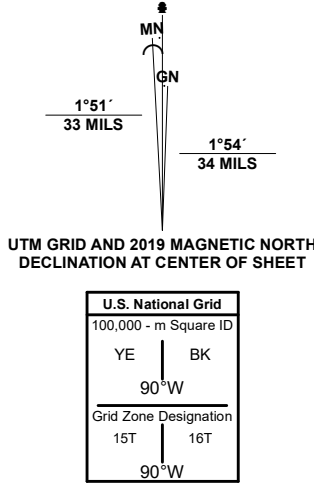 MN
GN
1°51´
33 MILS
1°54´
34 MILS
UTM GRID AND 2019 MAGNETIC NORTH
DECLINATION AT CENTER OF SHEET
U.S. National Grid
100,000 - m Square ID
YE BK
90°W
Grid Zone Designation
15T 16T
90°W